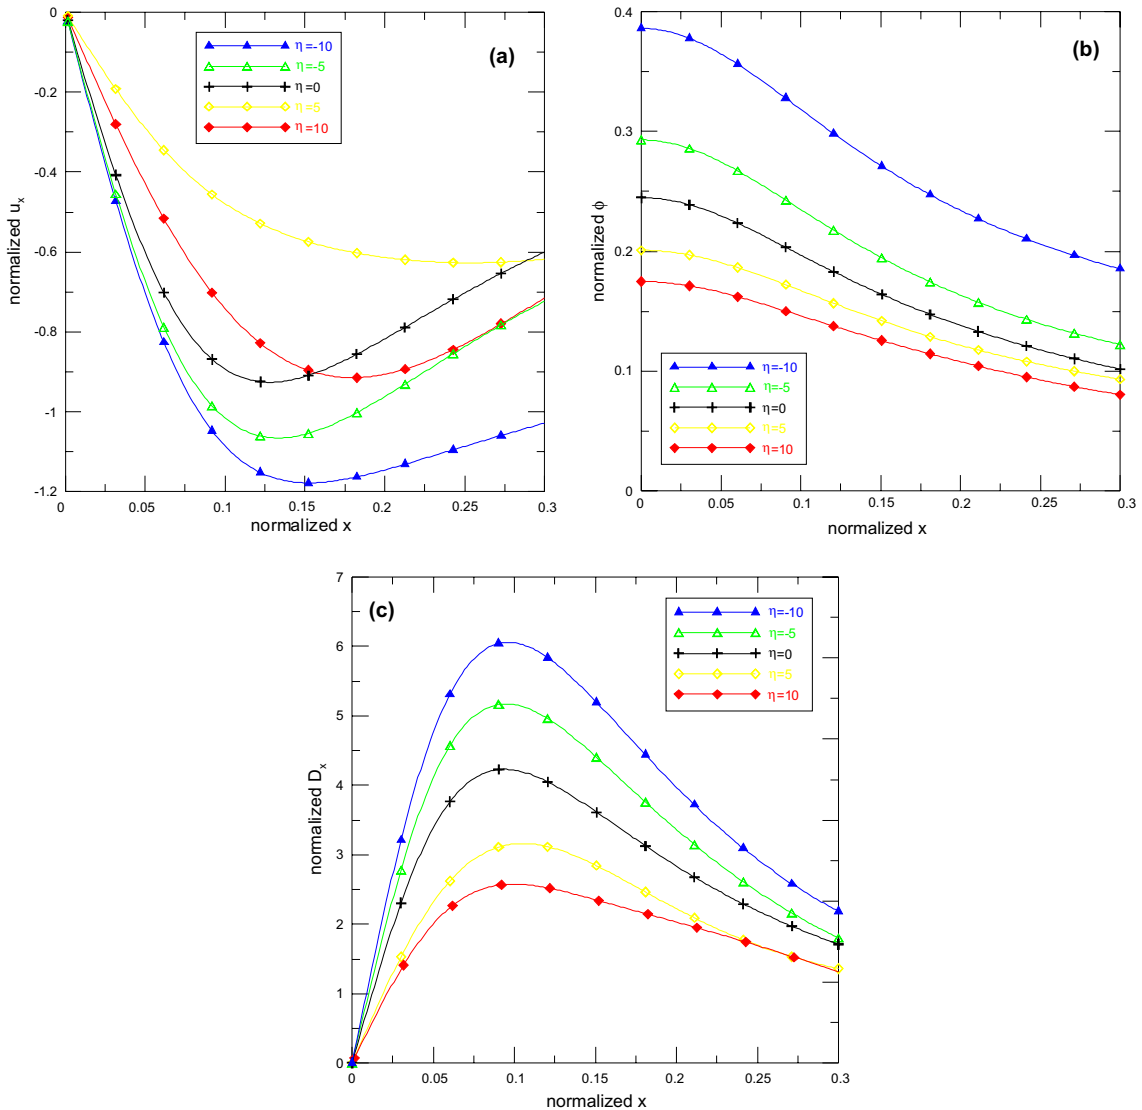 (a)
η=-10
η=-5
η=0
η=5
η=10
0
-0.2
-0.4
-0.6
-0.8
-1
-1.2
normalized uₓ
0
0.05
0.1
0.15
0.2
0.25
0.3
normalized x
(b)
0.4
0.3
0.2
0.1
0
normalized ϕ
η=-10
η=-5
η=0
η=5
η=10
0
0.05
0.1
0.15
0.2
0.25
0.3
normalized x
(c)
η=-10
η=-5
η=0
η=5
η=10
7
6
5
4
3
2
1
0
normalized Dₓ
0
0.05
0.1
0.15
0.2
0.25
0.3
normalized x